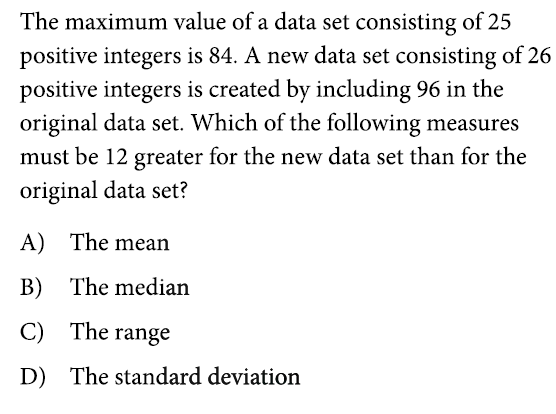 The maximum value of a data set consisting of 25
positive integers is 84. A new data set consisting of 26
positive integers is created by including 96 in the
original data set. Which of the following measures
must be 12 greater for the new data set than for the
original data set?
A) The mean
B) The median
C) The range
D) The standard deviation